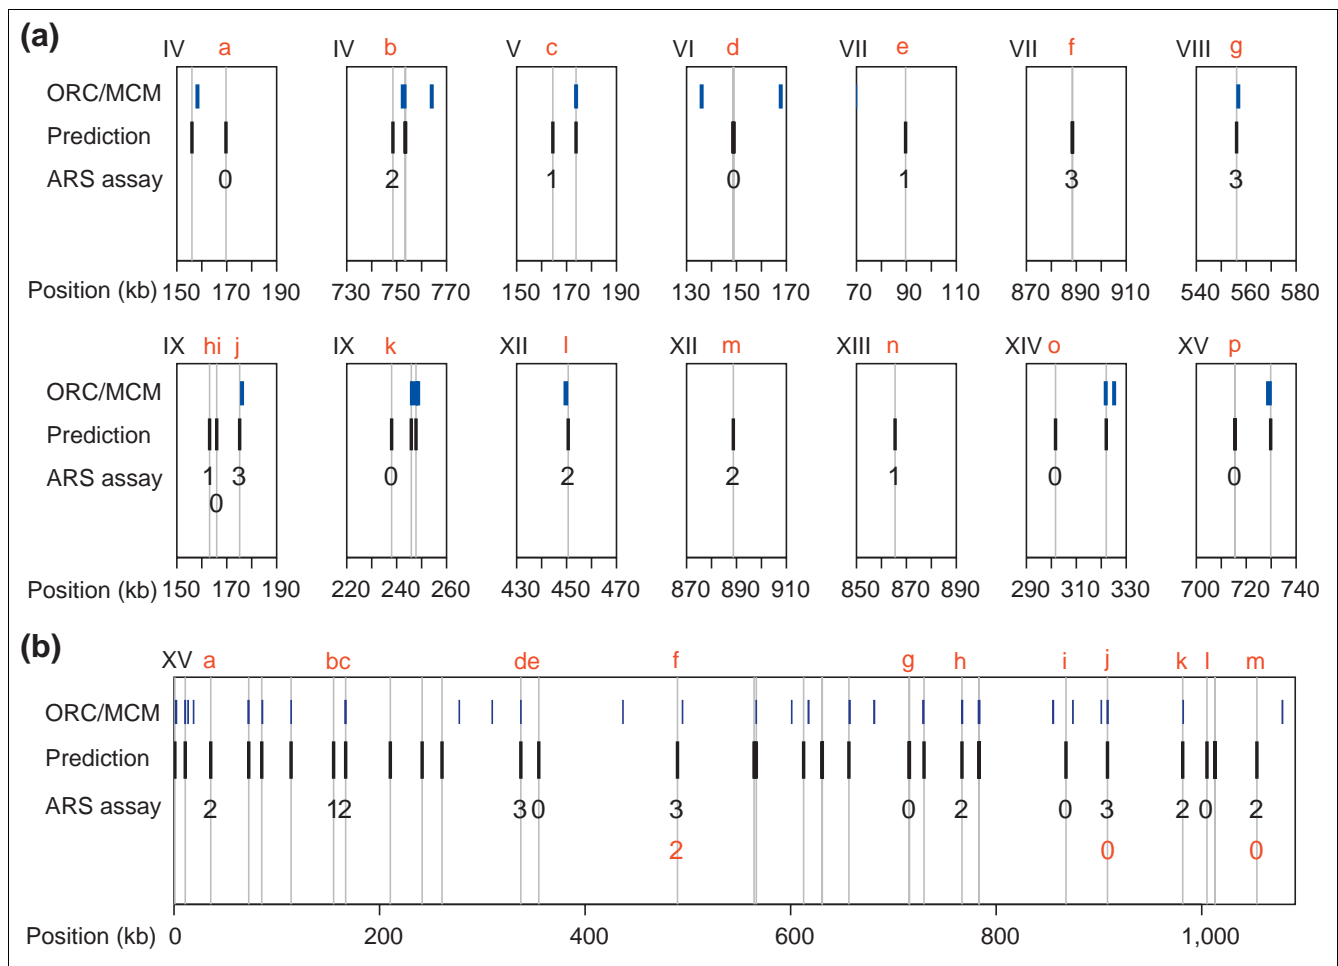 (a)
IV a IV b V c VI d VII e VII f VIII g
ORC/MCM
Prediction
ARS assay 0 2 1 0 1 3 3
Position (kb) 150 170 190 730 750 770 150 170 190 130 150 170 70 90 110 870 890 910 540 560 580
IX hi j IX k XII l XII m XIII n XIV o XV p
ORC/MCM
Prediction
ARS assay 1 3 0 2 2 1 0 0
0
Position (kb) 150 170 190 220 240 260 430 450 470 870 890 910 850 870 890 290 310 330 700 720 740
(b)
XV a bc de f g h i j k l m
ORC/MCM
Prediction
ARS assay 2 12 3 0 3 0 2 0 3 2 0 2
2 0 0
Position (kb) 0 200 400 600 800 1,000